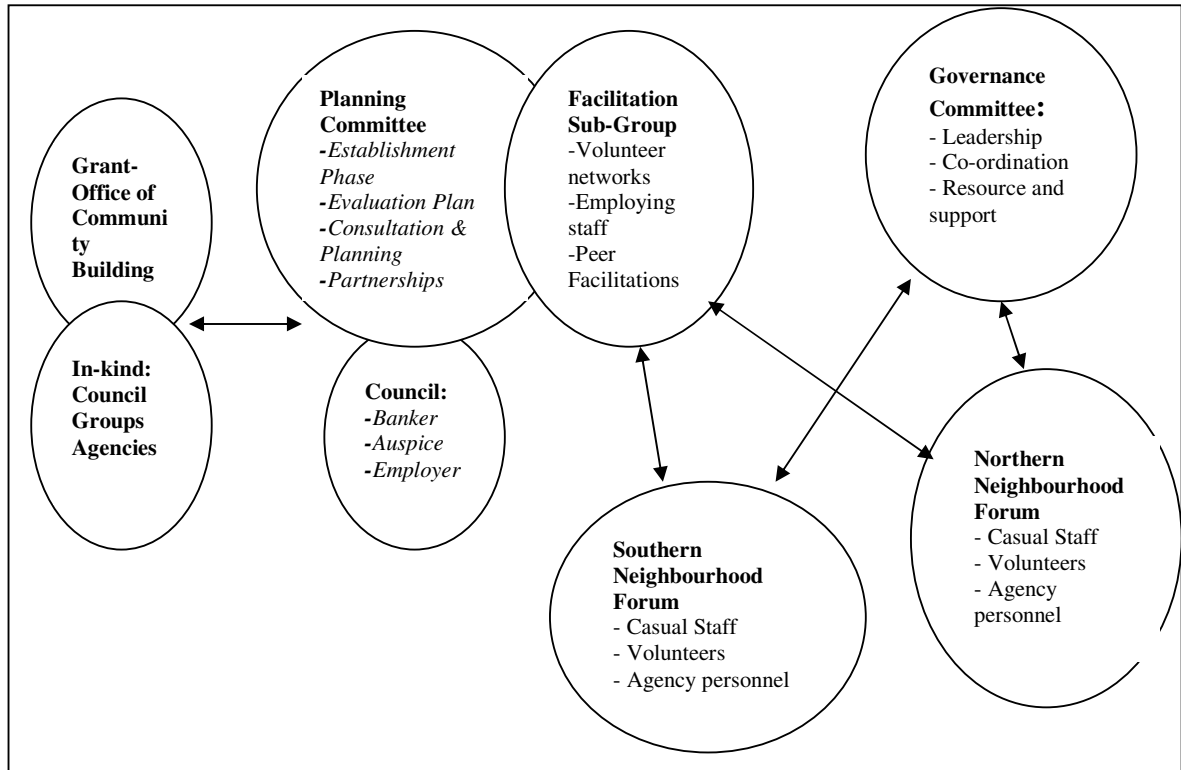 Grant-
Office of
Communi
ty
Building
In-kind:
Council
Groups
Agencies
Planning
Committee
-Establishment
Phase
-Evaluation Plan
-Consultation &
Planning
-Partnerships
Council:
-Banker
-Auspice
-Employer
Facilitation
Sub-Group
-Volunteer
networks
-Employing
staff
-Peer
Facilitations
Southern
Neighbourhood
Forum
- Casual Staff
- Volunteers
- Agency personnel
Governance
Committee:
- Leadership
- Co-ordination
- Resource and
support
Northern
Neighbourhood
Forum
- Casual Staff
- Volunteers
- Agency
personnel